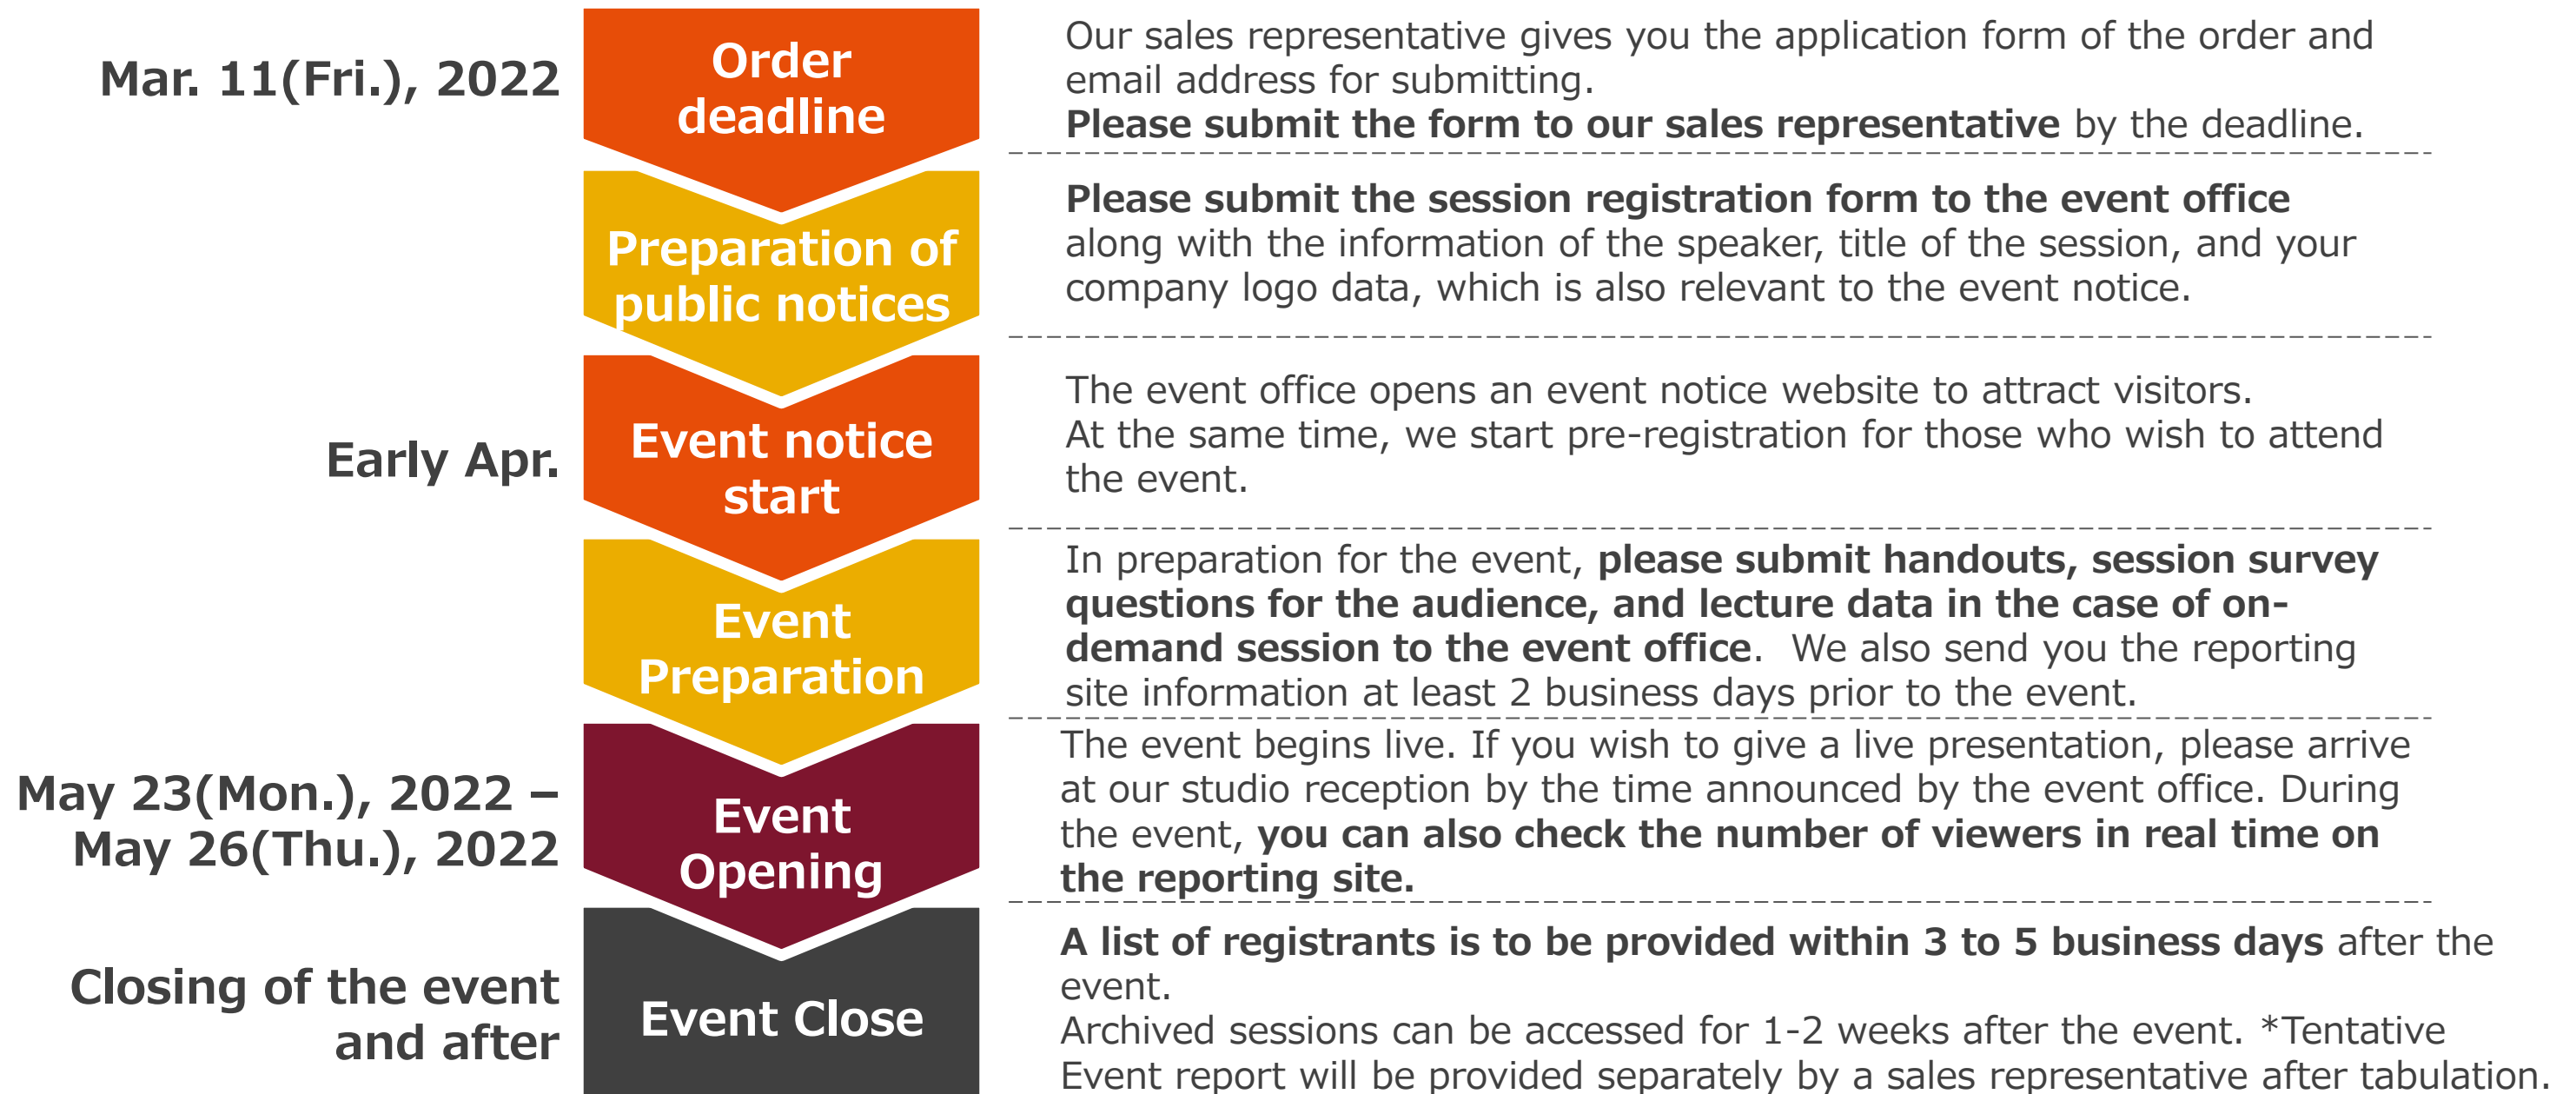 Mar. 11(Fri.), 2022
Order
deadline
Our sales representative gives you the application form of the order and
email address for submitting.
Please submit the form to our sales representative by the deadline.
Preparation of
public notices
Please submit the session registration form to the event office
along with the information of the speaker, title of the session, and your
company logo data, which is also relevant to the event notice.
Early Apr.
Event notice
start
The event office opens an event notice website to attract visitors.
At the same time, we start pre-registration for those who wish to attend
the event.
Event
Preparation
In preparation for the event, please submit handouts, session survey
questions for the audience, and lecture data in the case of on-
demand session to the event office.  We also send you the reporting
site information at least 2 business days prior to the event.
May 23(Mon.), 2022 –
May 26(Thu.), 2022
Event
Opening
The event begins live. If you wish to give a live presentation, please arrive
at our studio reception by the time announced by the event office. During
the event, you can also check the number of viewers in real time on
the reporting site.
Closing of the event
and after
Event Close
A list of registrants is to be provided within 3 to 5 business days after the
event.
Archived sessions can be accessed for 1-2 weeks after the event. *Tentative
Event report will be provided separately by a sales representative after tabulation.